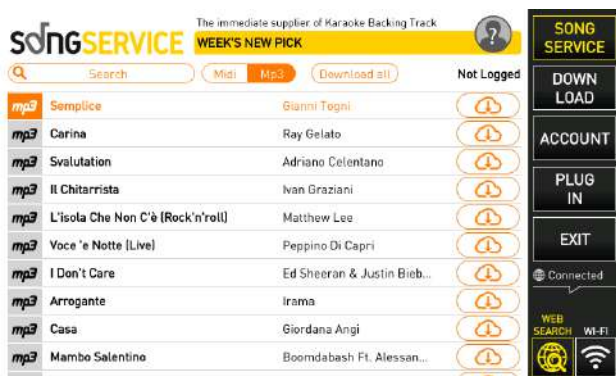 SONGSERVICE
The immediate supplier of Karaoke Backing Track
WEEK'S NEW PICK
Search Midi Mp3 Download all Not Logged
mp3 Semplice Gianni Togni
mp3 Carina Ray Gelato
mp3 Svalutation Adriano Celentano
mp3 Il Chitarrista Ivan Graziani
mp3 L'isola Che Non C'è (Rock'n'roll) Matthew Lee
mp3 Voce 'e Notte (Live) Peppino Di Capri
mp3 I Don't Care Ed Sheeran & Justin Bieb...
mp3 Arrogante Irama
mp3 Casa Giordana Angi
mp3 Mambo Salentino Boomdabash Ft. Alessan...
SONG
SERVICE
DOWN
LOAD
ACCOUNT
PLUG
IN
EXIT
Connected
WEB
SEARCH WI-FI